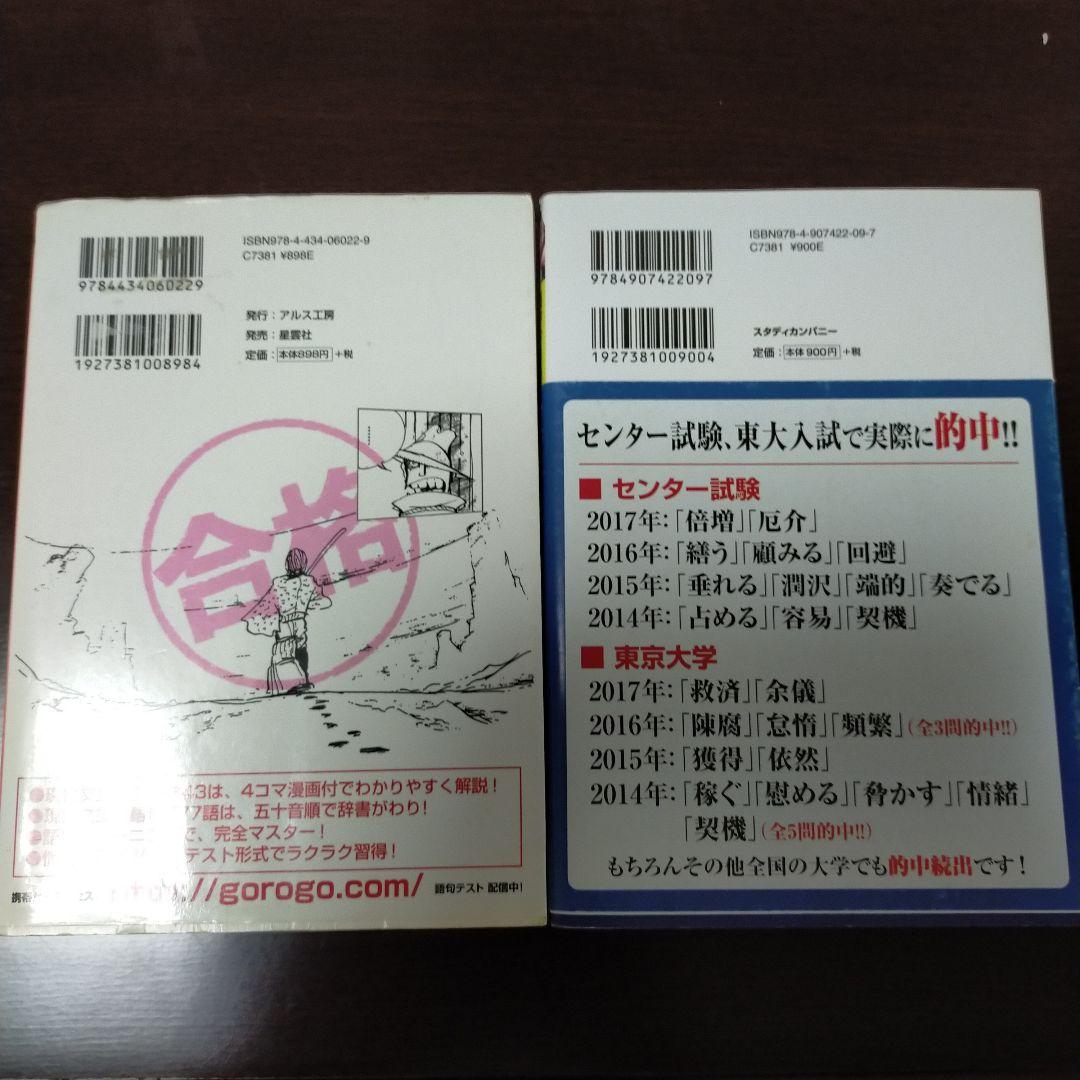 ISBN978-4-434-06022-9
C7381 ¥898E
9784434060229
発行：アルス工房
発売：星雲社
定価：本体898円＋税
1927381008984
……
合格
43は、4コマ漫画付でわかりやすく解説！
77語は、五十音順で辞書がわり！
で、完全マスター！
テスト形式でラクラク習得！
//gorogo.com/ 語句テスト 配信中！
ISBN978-4-907422-09-7
C7381 ¥900E
9784907422097
スタディカンパニー
定価：本体900円＋税
1927381009004
センター試験、東大入試で実際に的中!!
■ センター試験
2017年：「倍増」「厄介」
2016年：「繕う」「顧みる」「回避」
2015年：「垂れる」「潤沢」「端的」「奏でる」
2014年：「占める」「容易」「契機」
■ 東京大学
2017年：「救済」「余儀」
2016年：「陳腐」「怠惰」「頻繁」（全3問的中!!）
2015年：「獲得」「依然」
2014年：「稼ぐ」「慰める」「脅かす」「情緒」
「契機」（全5問的中!!）
もちろんその他全国の大学でも的中続出です！